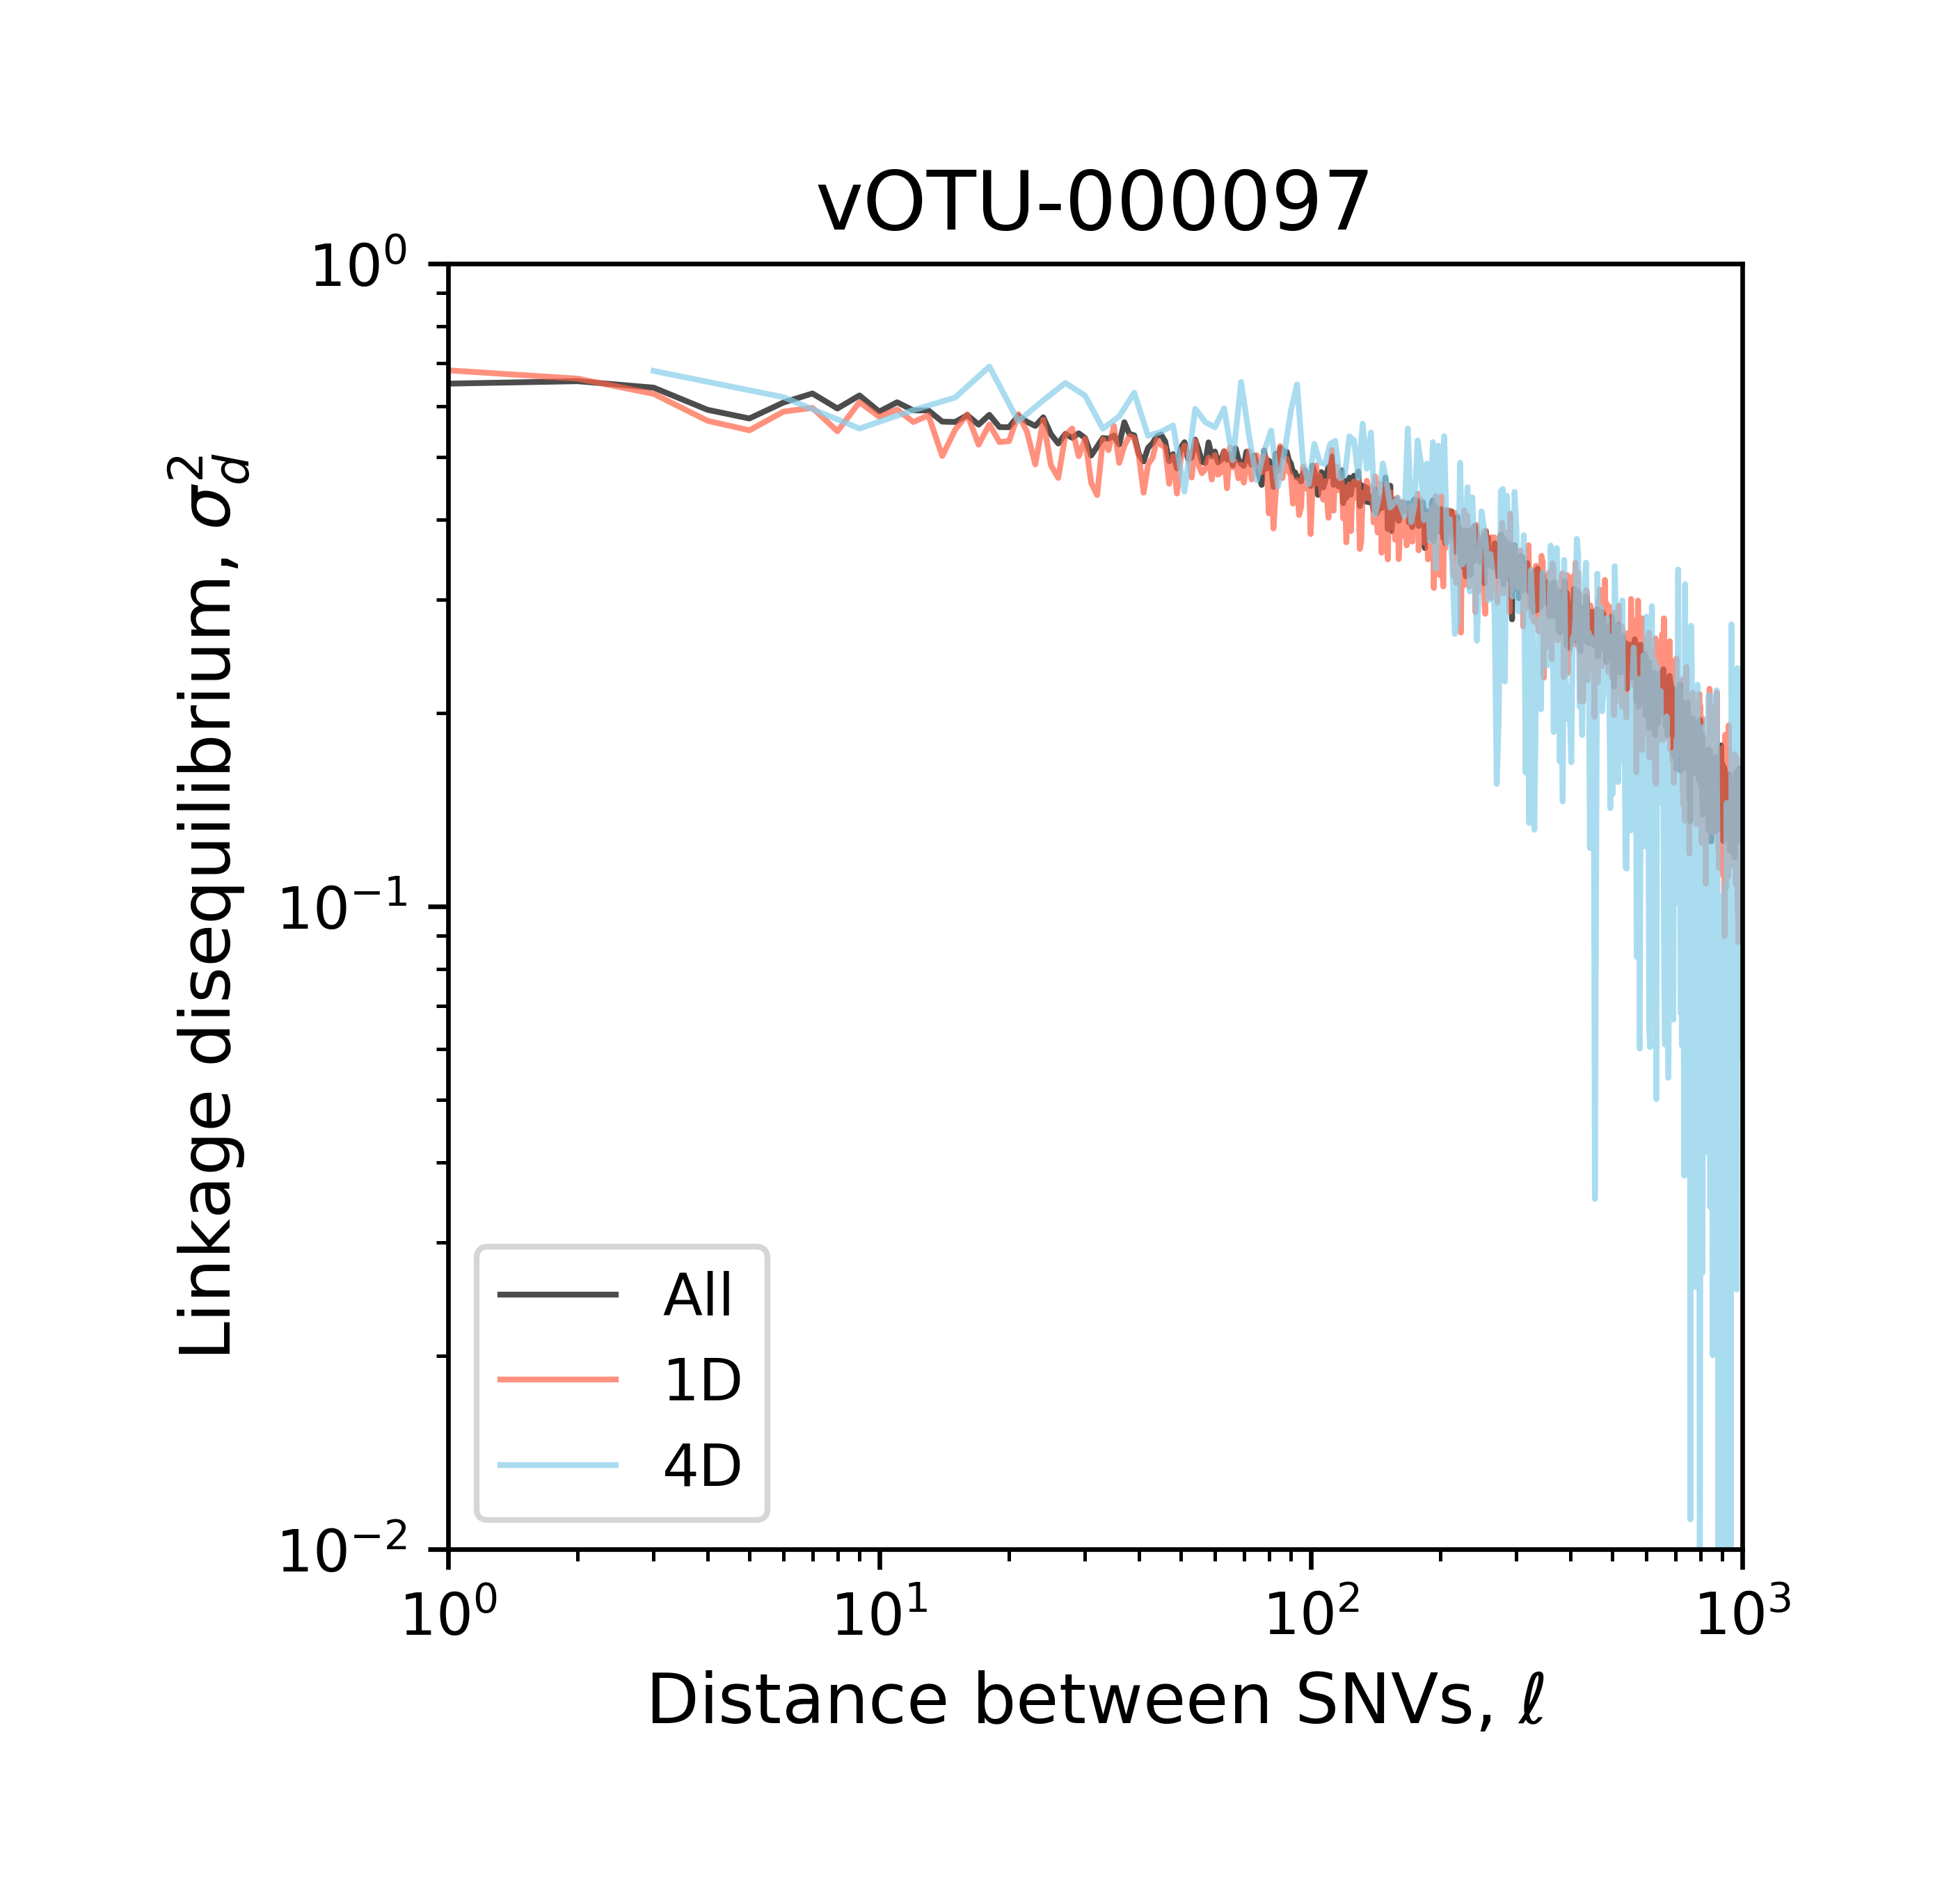 vOTU-000097
Linkage disequilibrium, σ_d^2
10^0
10^-1
10^-2
All
1D
4D
10^0 10^1 10^2 10^3
Distance between SNVs, ℓ